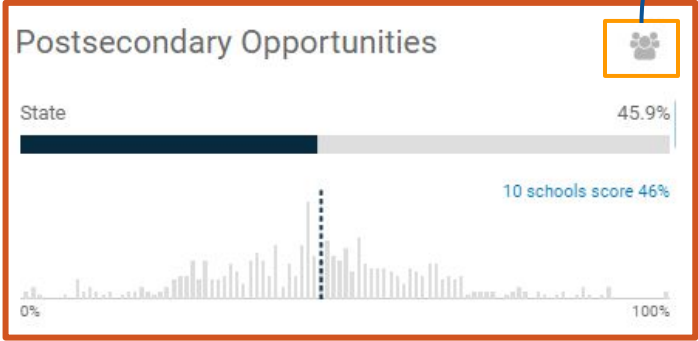 Postsecondary Opportunities
State 45.9%
10 schools score 46%
0% 100%